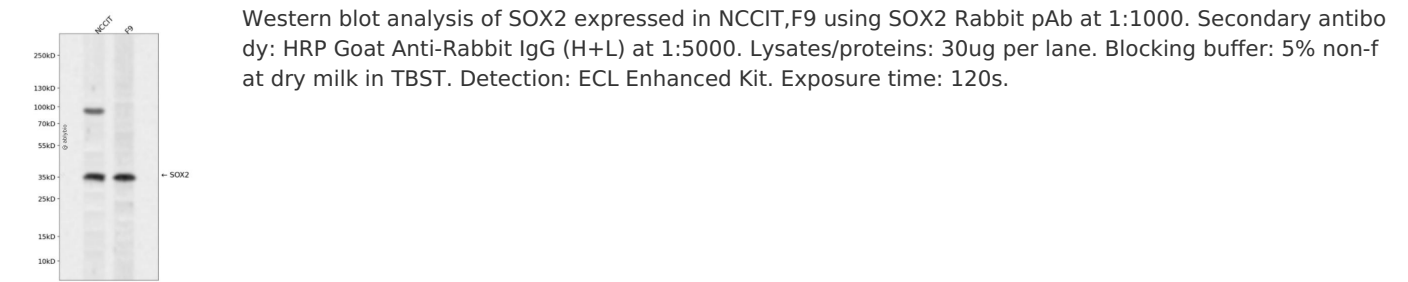 NCCIT F9
Western blot analysis of SOX2 expressed in NCCIT,F9 using SOX2 Rabbit pAb at 1:1000. Secondary antibo
dy: HRP Goat Anti-Rabbit IgG (H+L) at 1:5000. Lysates/proteins: 30ug per lane. Blocking buffer: 5% non-f
at dry milk in TBST. Detection: ECL Enhanced Kit. Exposure time: 120s.
250kD
130kD
100kD
70kD
55kD
35kD
← SOX2
25kD
15kD
10kD